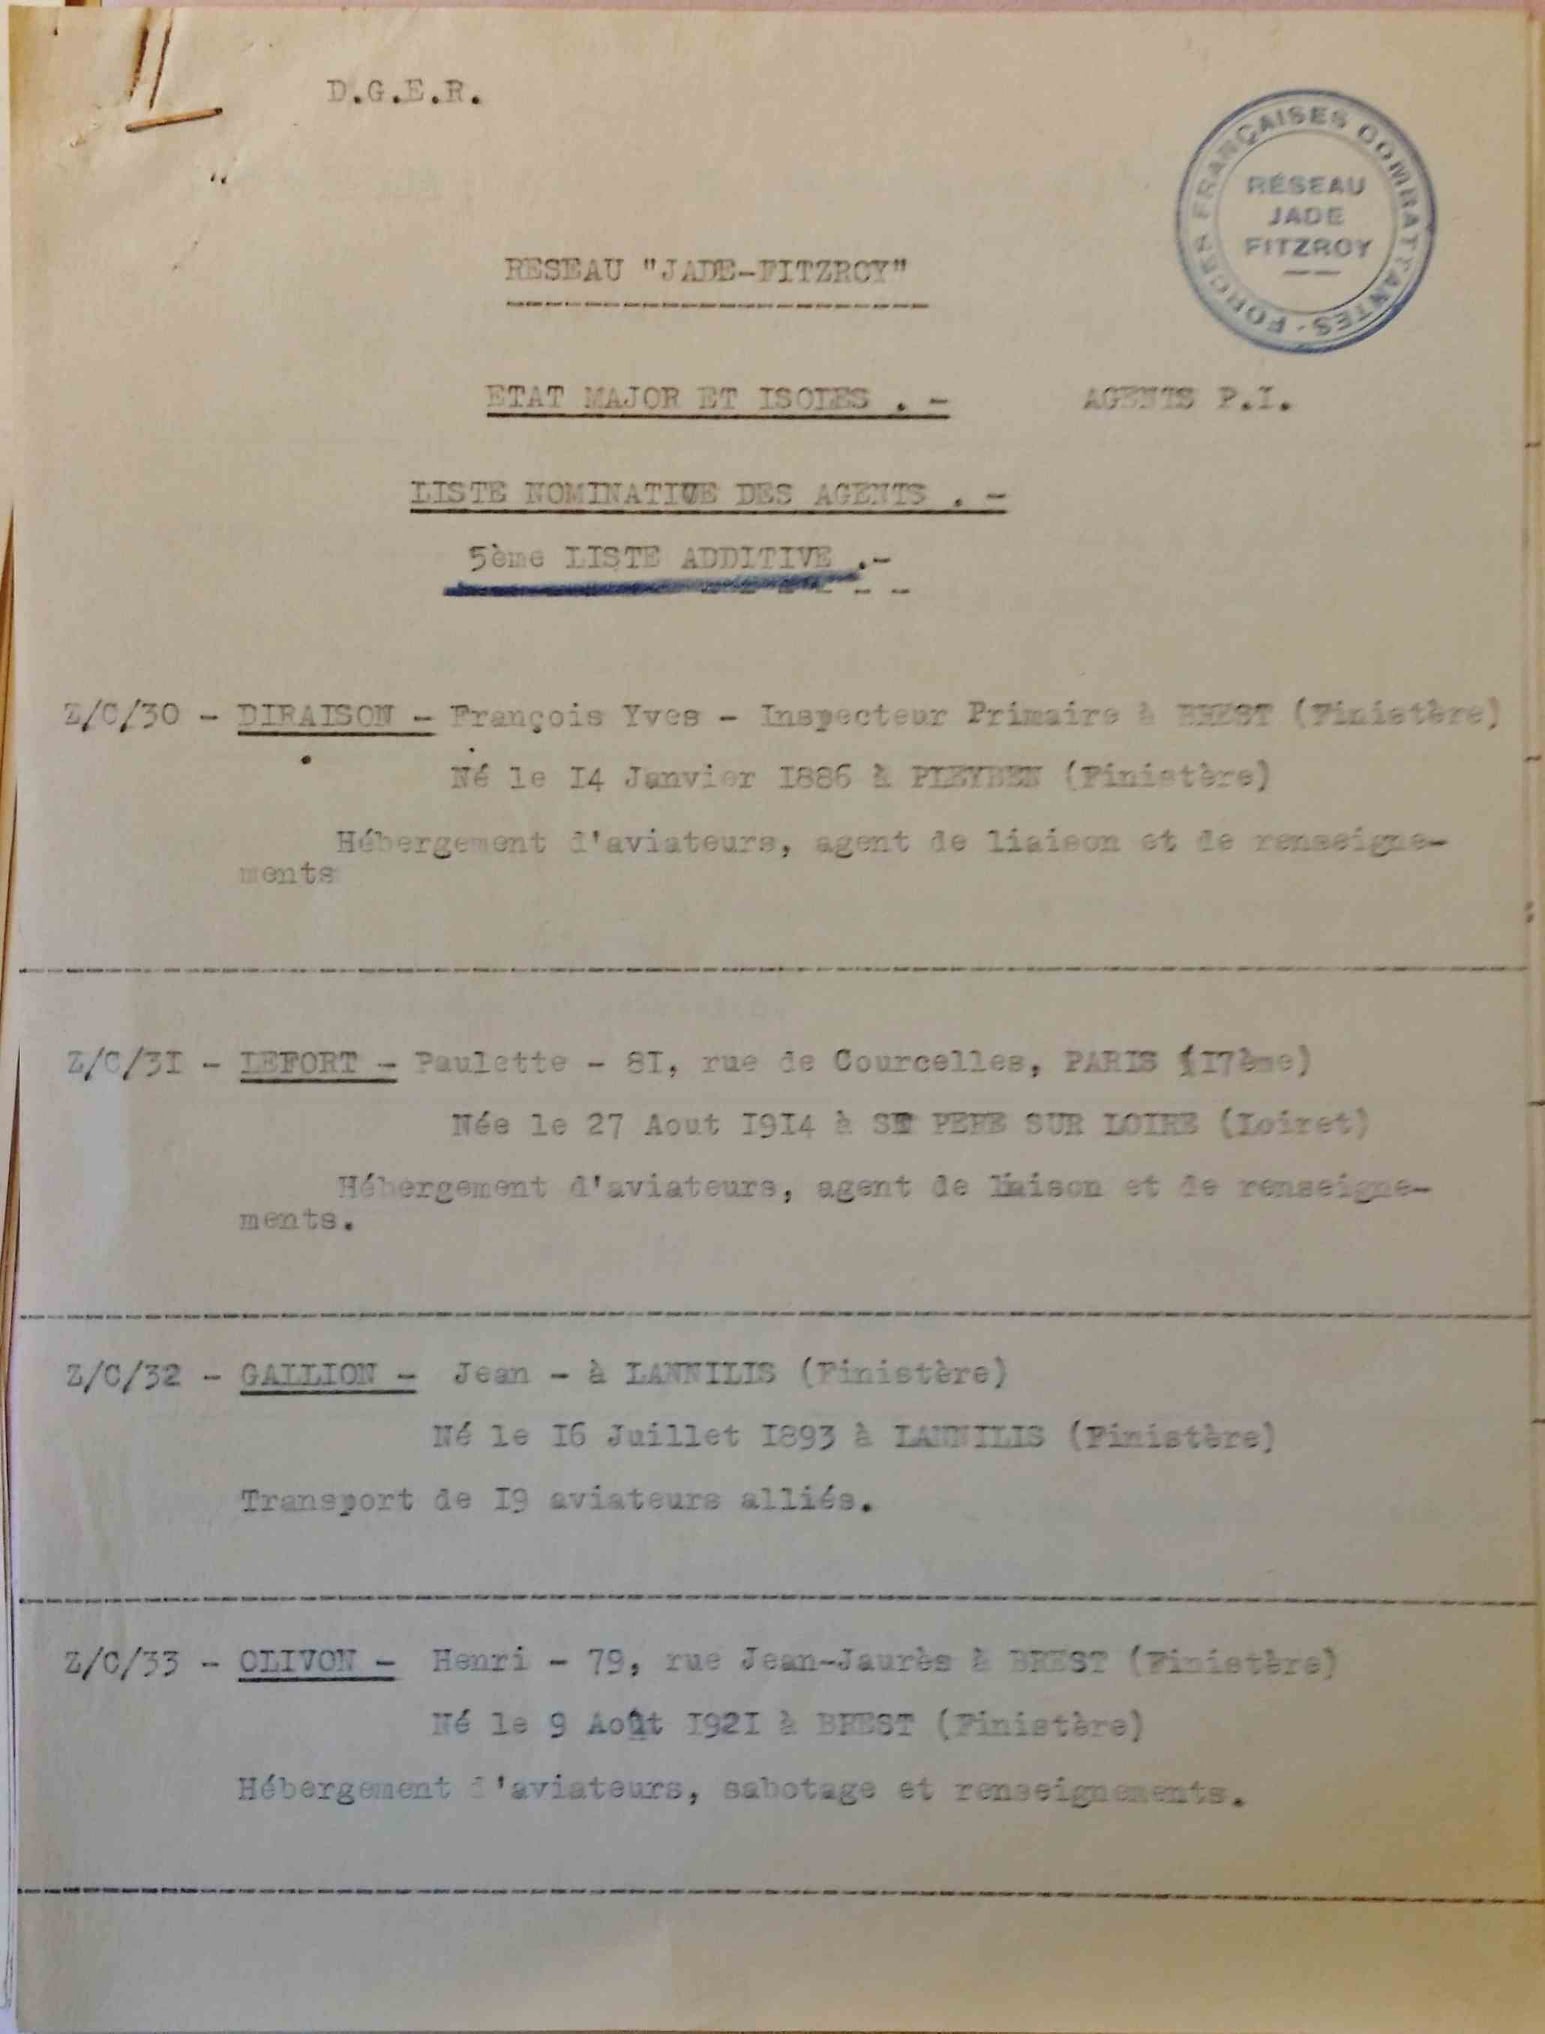 D.G.E.R.
FORCES FRANÇAISES COMBATTANTES -
RÉSEAU
JADE
FITZROY
RESEAU "JADE-FITZROY"
ETAT MAJOR ET ISOLES . - AGENTS P.I.
LISTE NOMINATIVE DES AGENTS . -
5ème LISTE ADDITIVE .-
Z/C/30 - DIRAISON - François Yves - Inspecteur Primaire à BREST (Finistère)
Né le I4 Janvier I886 à PLEYBEN (Finistère)
Hébergement d'aviateurs, agent de liaison et de renseigne-
ments
Z/C/3I - LEFORT - Paulette - 8I, rue de Courcelles, PARIS (I7ème)
Née le 27 Aout I9I4 à ST PERE SUR LOIRE (Loiret)
Hébergement d'aviateurs, agent de liaison et de renseigne-
ments.
Z/C/32 - GALLION - Jean - à LANNILIS (Finistère)
Né le I6 Juillet I893 à LANNILIS (Finistère)
Transport de I9 aviateurs alliés.
Z/C/33 - OLIVON - Henri - 79, rue Jean-Jaurès à BREST (Finistère)
Né le 9 Août I92I à BREST (Finistère)
Hébergement d'aviateurs, sabotage et renseignements.